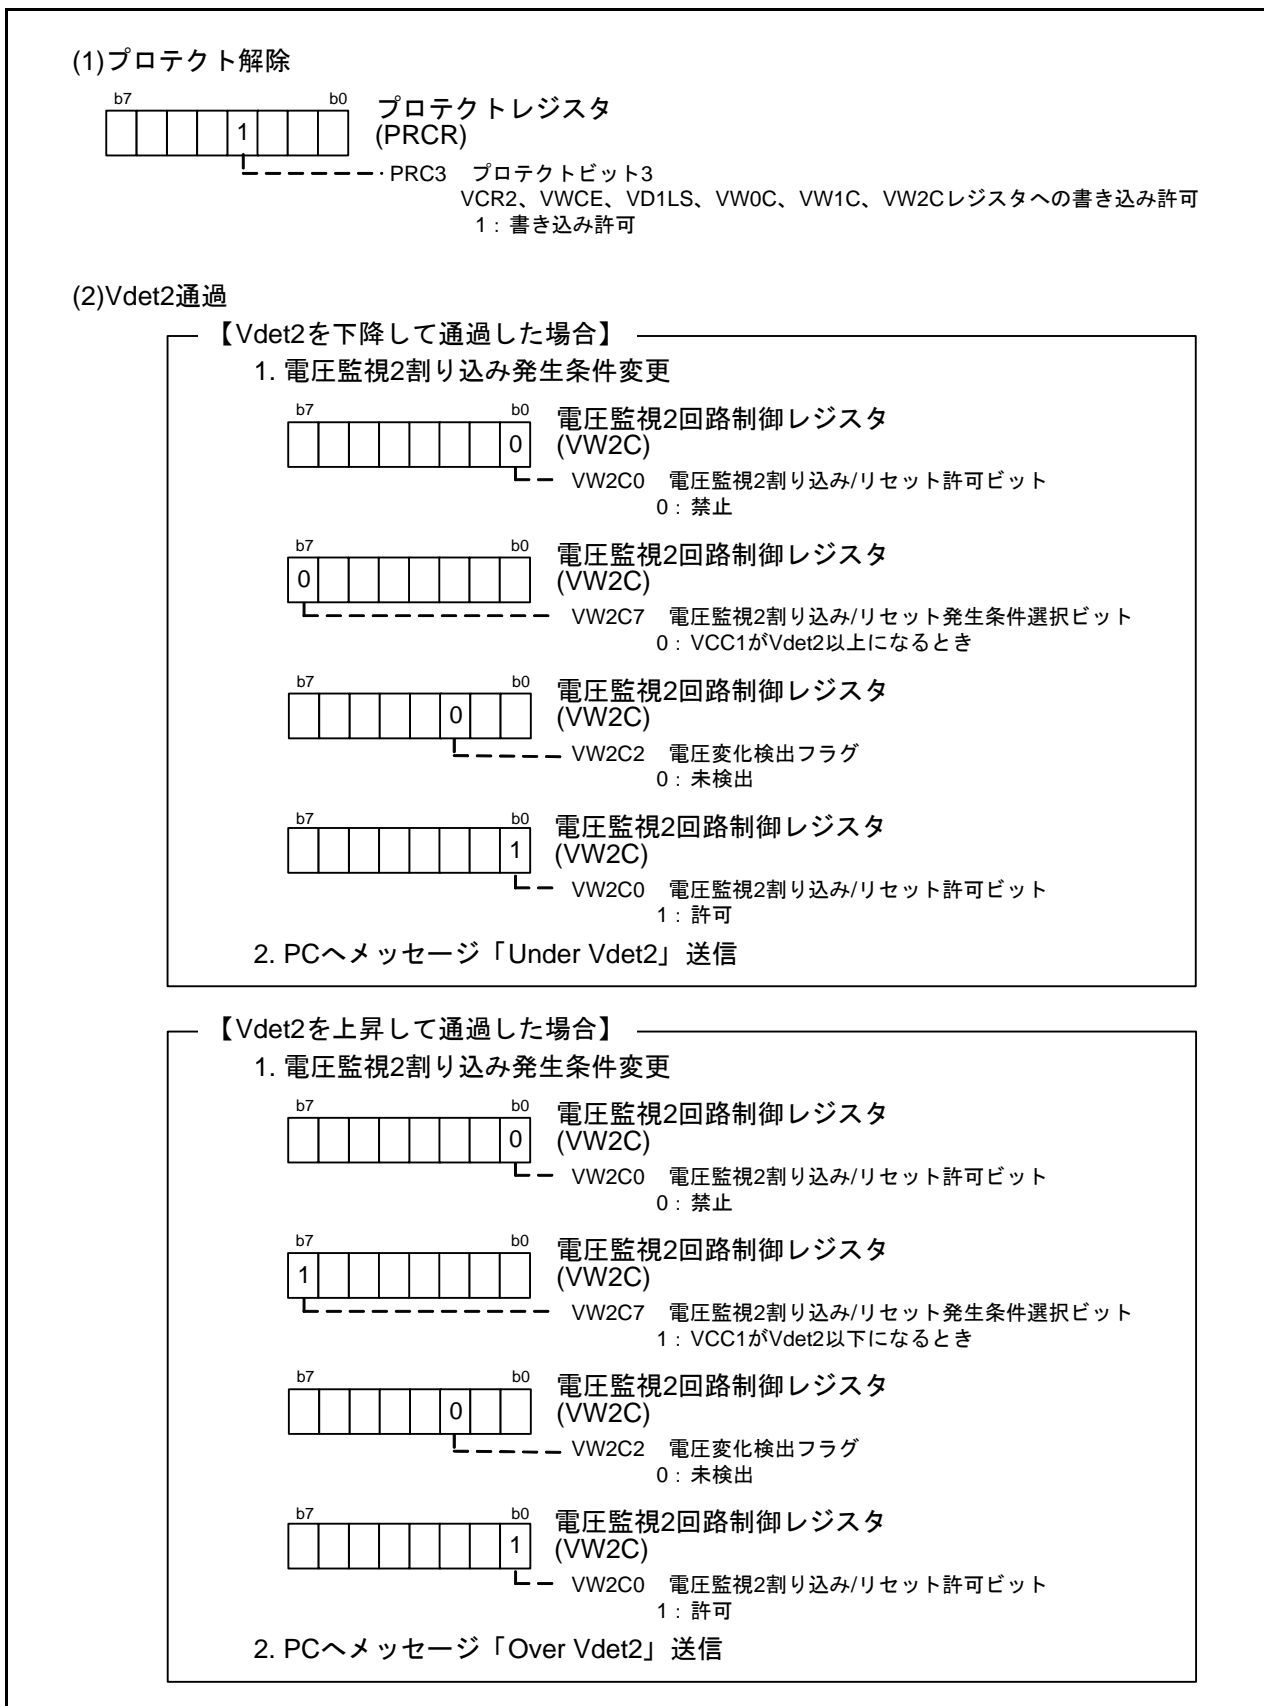 (1)プロテクト解除
b7 b0
プロテクトレジスタ
1
(PRCR)
PRC3 プロテクトビット3
VCR2、VWCE、VD1LS、VW0C、VW1C、VW2Cレジスタへの書き込み許可
1：書き込み許可
(2)Vdet2通過
【Vdet2を下降して通過した場合】
1. 電圧監視2割り込み発生条件変更
b7 b0
電圧監視2回路制御レジスタ
0
(VW2C)
VW2C0 電圧監視2割り込み/リセット許可ビット
0：禁止
b7 b0
電圧監視2回路制御レジスタ
0
(VW2C)
VW2C7 電圧監視2割り込み/リセット発生条件選択ビット
0：VCC1がVdet2以上になるとき
b7 b0
電圧監視2回路制御レジスタ
0
(VW2C)
VW2C2 電圧変化検出フラグ
0：未検出
b7 b0
電圧監視2回路制御レジスタ
1
(VW2C)
VW2C0 電圧監視2割り込み/リセット許可ビット
1：許可
2. PCへメッセージ「Under Vdet2」送信
【Vdet2を上昇して通過した場合】
1. 電圧監視2割り込み発生条件変更
b7 b0
電圧監視2回路制御レジスタ
0
(VW2C)
VW2C0 電圧監視2割り込み/リセット許可ビット
0：禁止
b7 b0
電圧監視2回路制御レジスタ
1
(VW2C)
VW2C7 電圧監視2割り込み/リセット発生条件選択ビット
1：VCC1がVdet2以下になるとき
b7 b0
電圧監視2回路制御レジスタ
0
(VW2C)
VW2C2 電圧変化検出フラグ
0：未検出
b7 b0
電圧監視2回路制御レジスタ
1
(VW2C)
VW2C0 電圧監視2割り込み/リセット許可ビット
1：許可
2. PCへメッセージ「Over Vdet2」送信